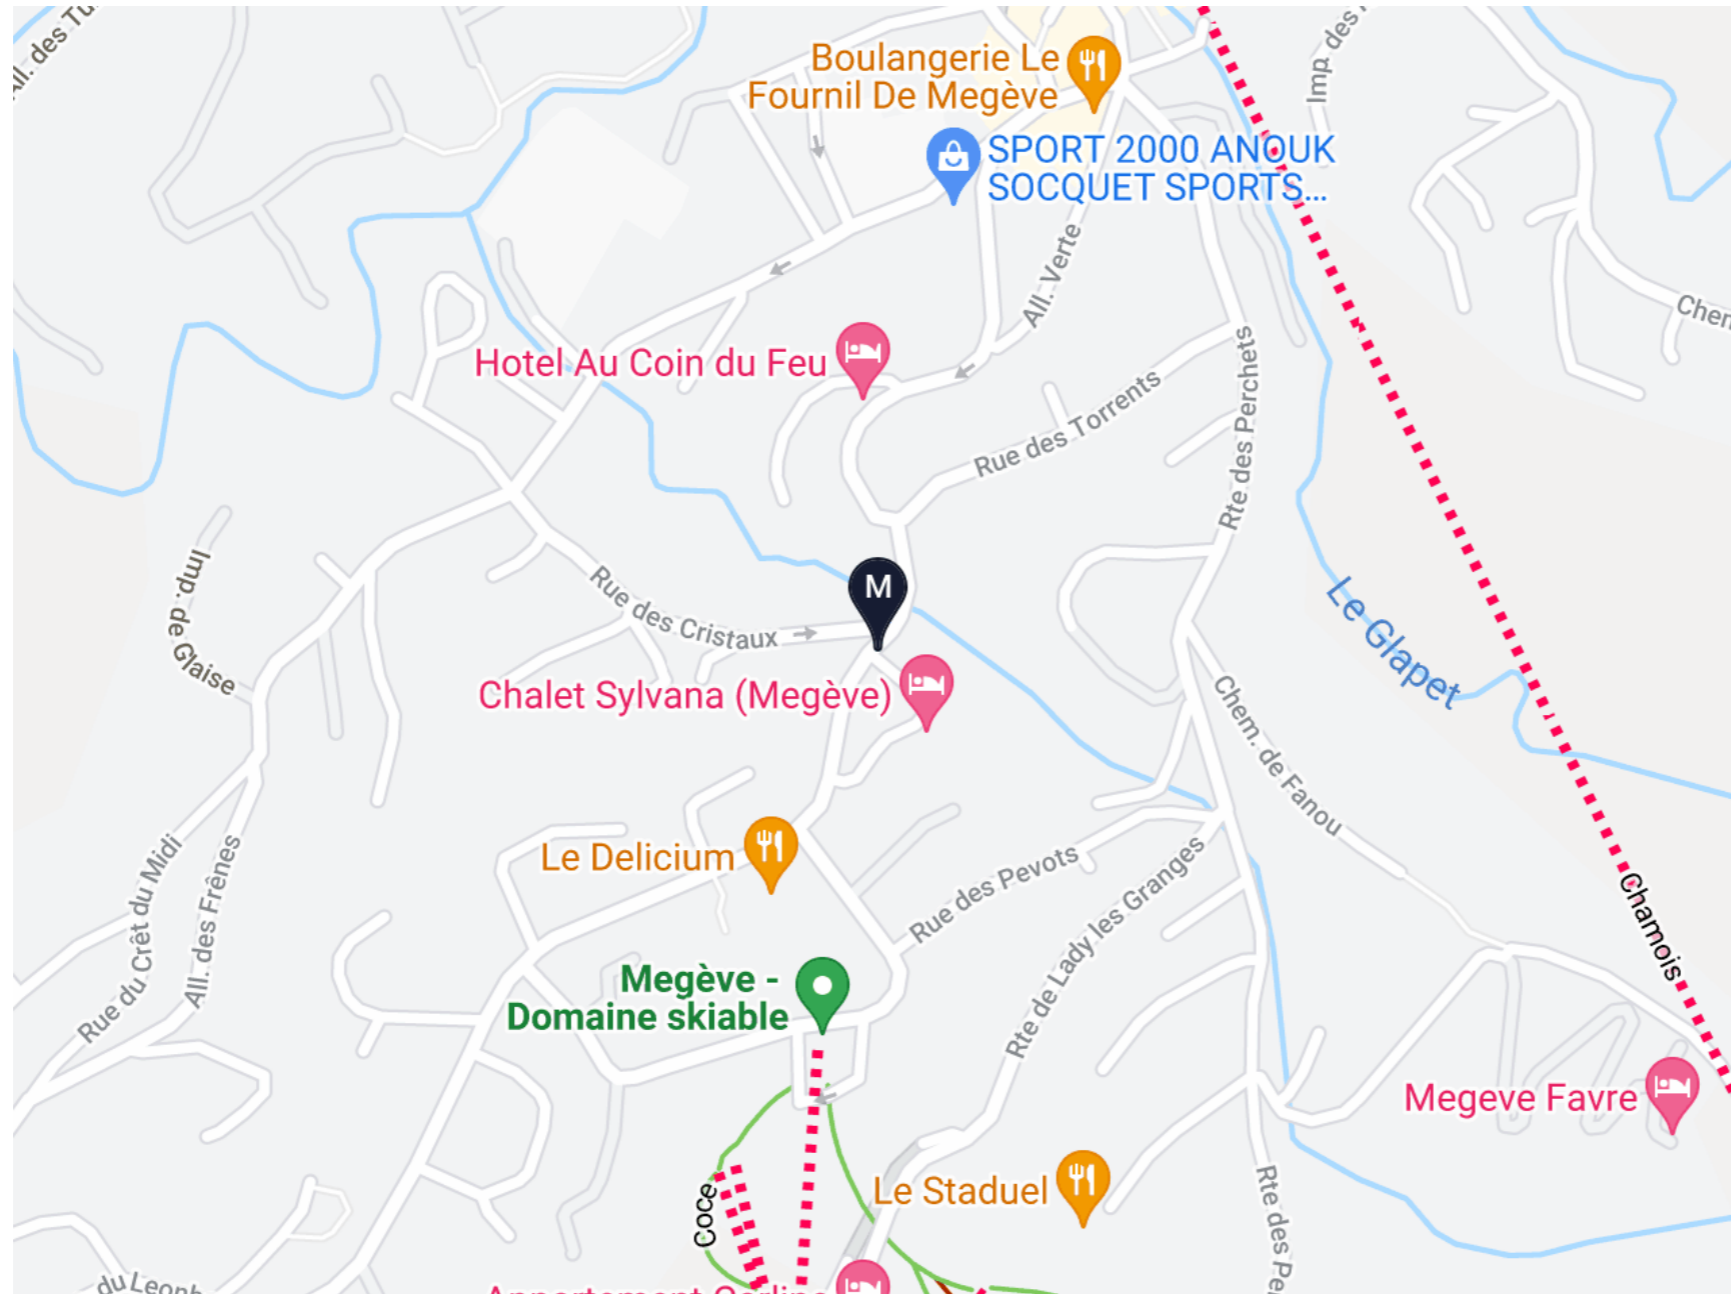 All. des Tu
Imp. des
Boulangerie Le
Fournil De Megève
SPORT 2000 ANOUK
SOCQUET SPORTS...
All. Verte
Chem
Hotel Au Coin du Feu
Rte des Perchets
Rue des Torrents
Imp. de Glaise
M
Rue des Cristaux
Le Glapet
Chalet Sylvana (Megève)
Chem. de Fanou
Le Delicium
Rue des Pevots
Rue du Crêt du Midi
All. des Frênes
Rte de Lady les Granges
Chamois
Megève -
Domaine skiable
Megeve Favre
Le Staduel
Coce
Rte des Pe
du Leonh